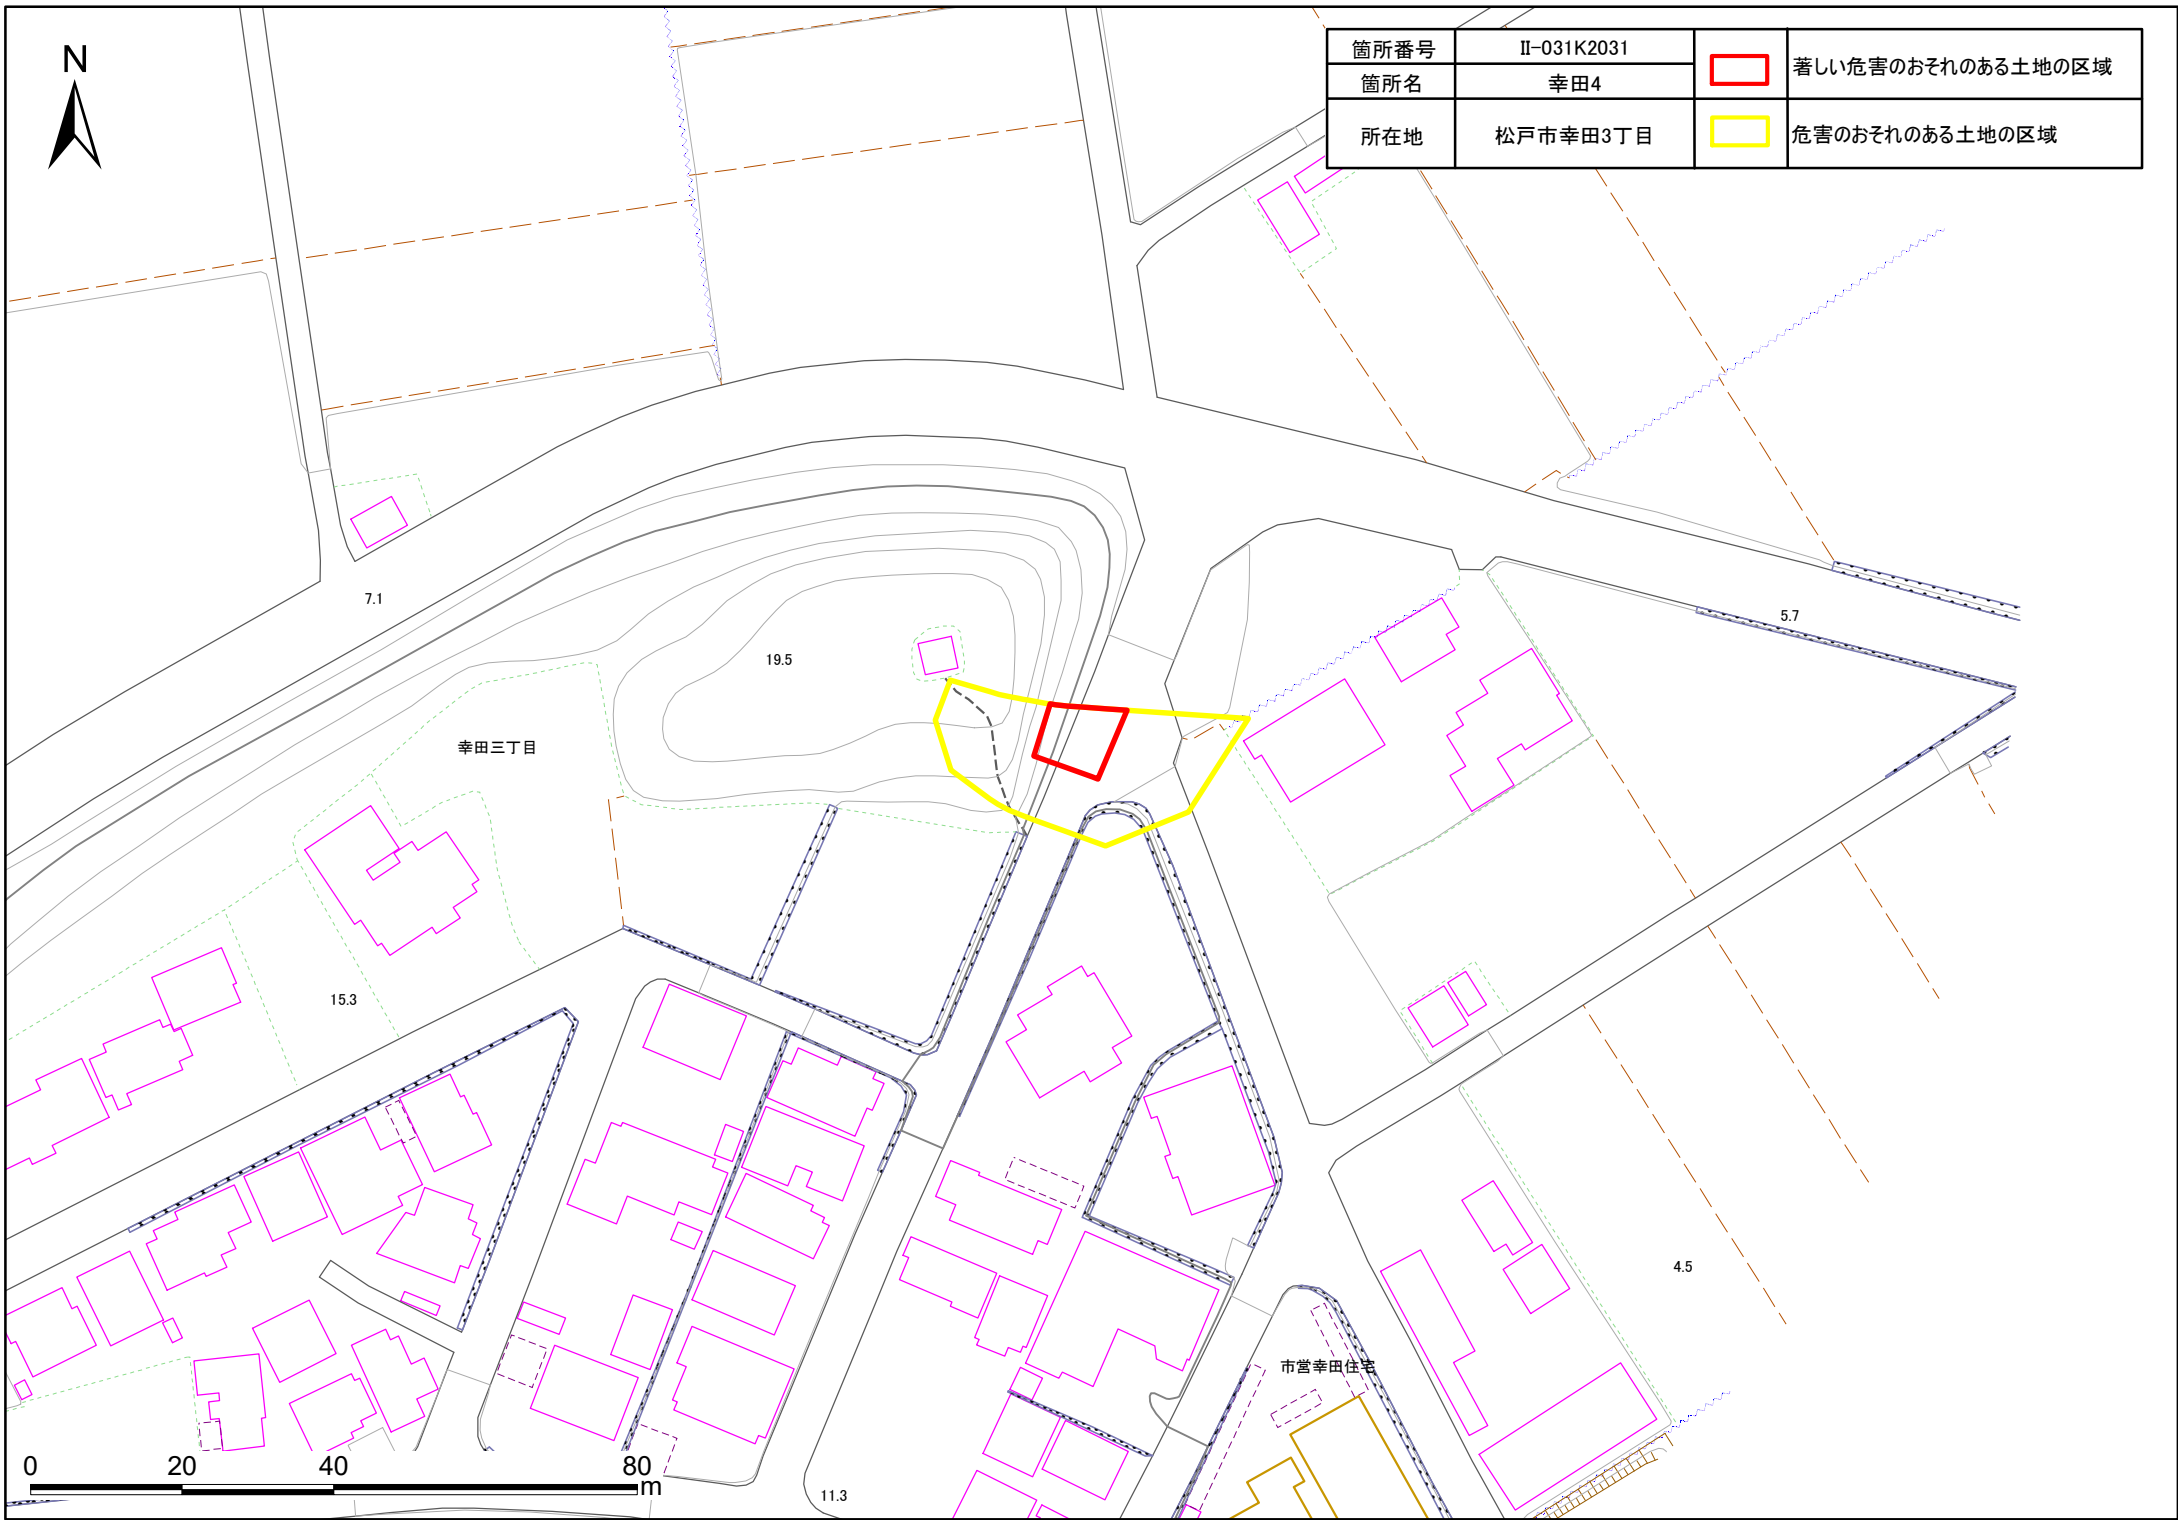 N
箇所番号 II-031K2031 著しい危害のおそれのある土地の区域
箇所名 幸田4
所在地 松戸市幸田3丁目 危害のおそれのある土地の区域
7.1
5.7
19.5
幸田三丁目
15.3
4.5
市営幸田住宅
0 20 40 80
m
11.3